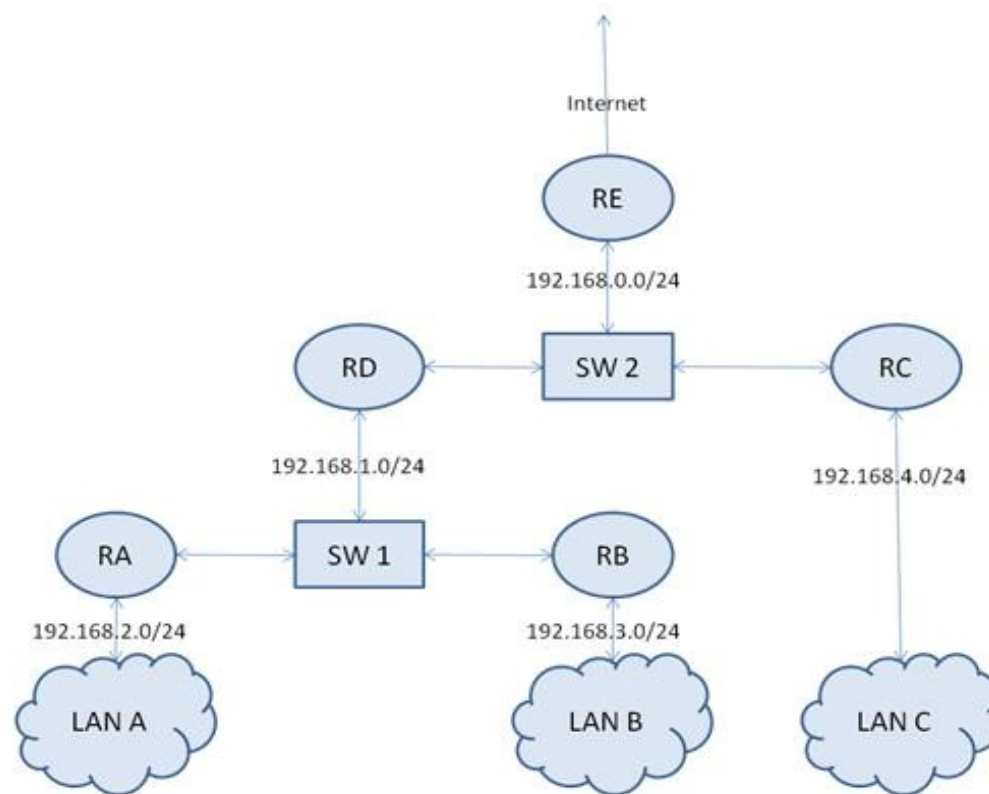 Internet
RE
192.168.0.0/24
RD
SW 2
RC
192.168.1.0/24
192.168.4.0/24
RA
SW 1
RB
192.168.2.0/24
192.168.3.0/24
LAN A
LAN B
LAN C